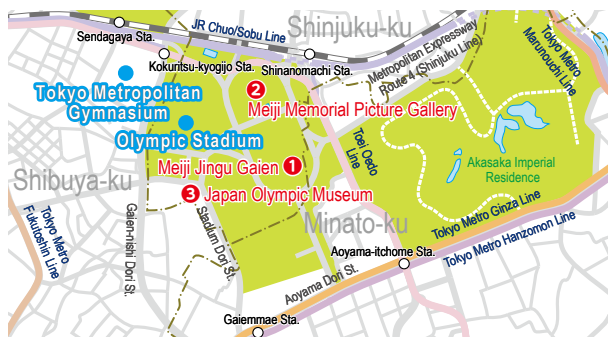 Shinjuku-ku
JR Chuo/Sobu Line
Sendagaya Sta.
Kokuritsu-kyogijo Sta.
Shinanomachi Sta.
Metropolitan Expressway
Route 4 (Shinjuku Line)
Tokyo Metro
Marunouchi Line
Tokyo Metropolitan
Gymnasium
2
Meiji Memorial Picture Gallery
Olympic Stadium
Toei Oedo
Line
Meiji Jingu Gaien 1
Akasaka Imperial
Residence
Shibuya-ku
3 Japan Olympic Museum
Minato-ku
Tokyo Metro
Fukutoshin Line
Gaien-nishi Dori St.
Stadium Dori St.
Tokyo Metro Ginza Line
Tokyo Metro Hanzomon Line
Aoyama-itchome Sta.
Aoyama Dori St.
Gaiemmae Sta.